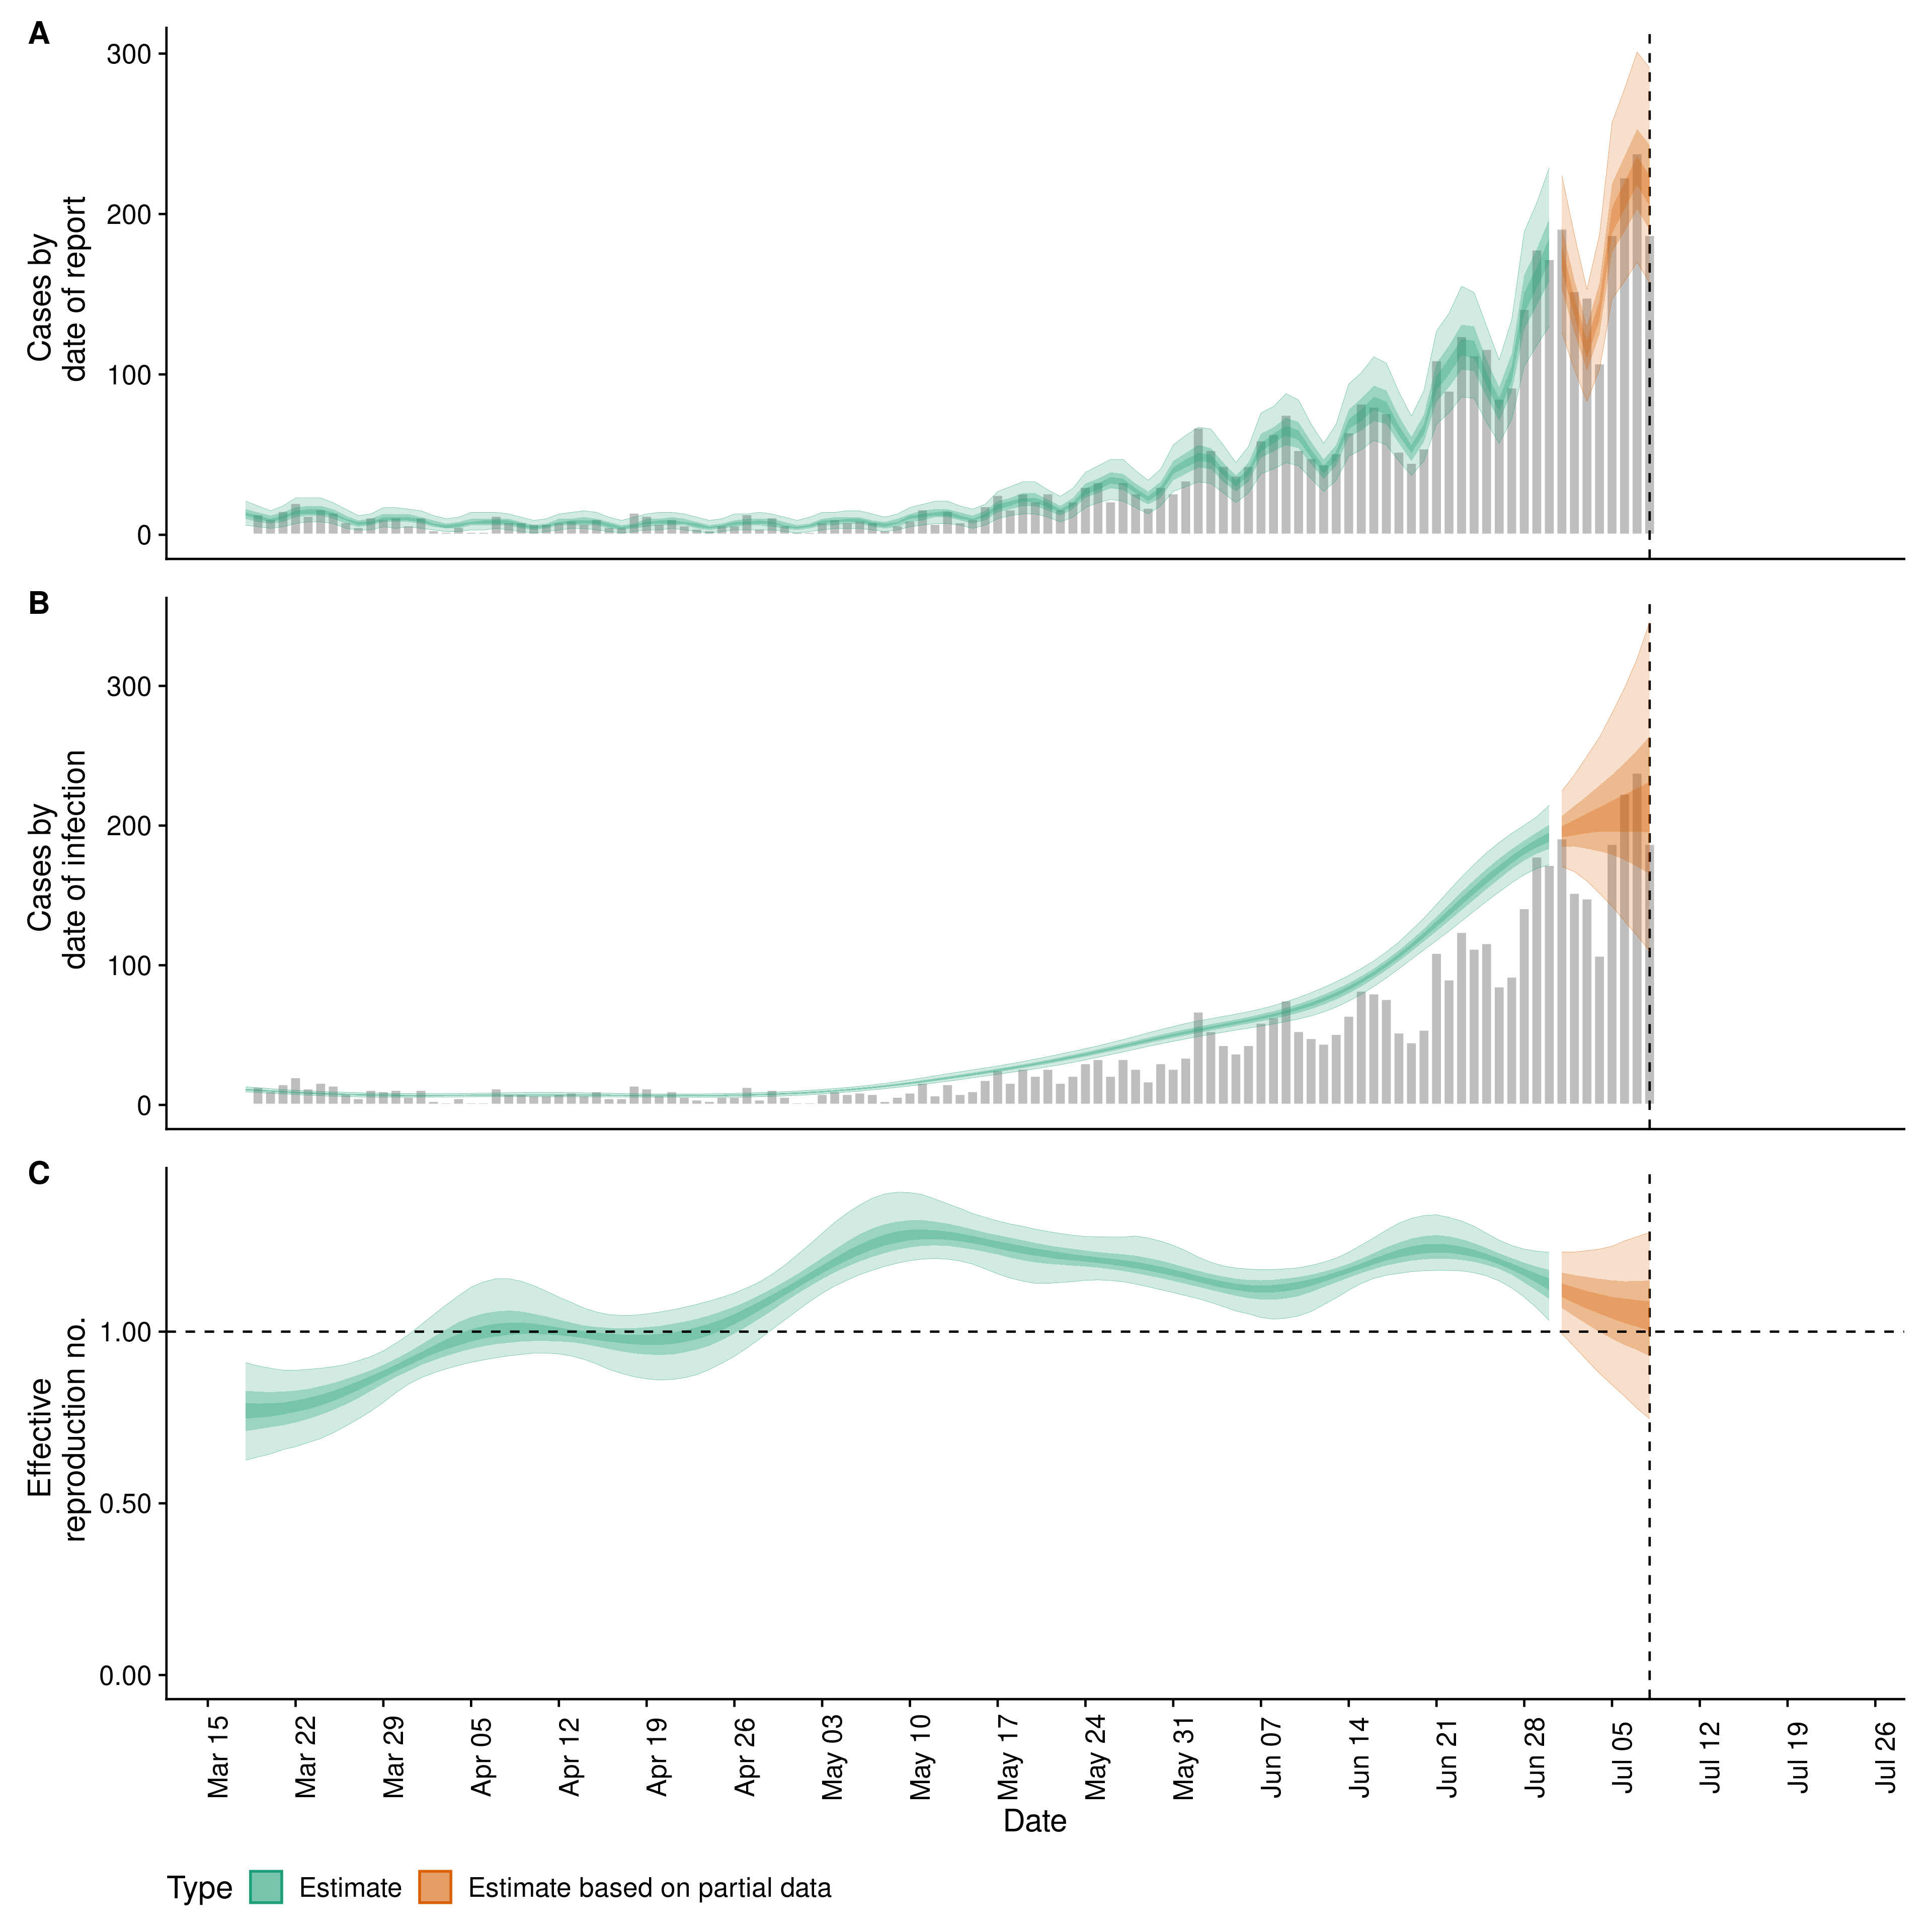 A
Cases by
date of report
300
200
100
0
B
Cases by
date of infection
300
200
100
0
C
Effective
reproduction no.
1.00
0.50
0.00
Mar 15
Mar 22
Mar 29
Apr 05
Apr 12
Apr 19
Apr 26
May 03
May 10
May 17
May 24
May 31
Jun 07
Jun 14
Jun 21
Jun 28
Jul 05
Jul 12
Jul 19
Jul 26
Date
Type Estimate Estimate based on partial data